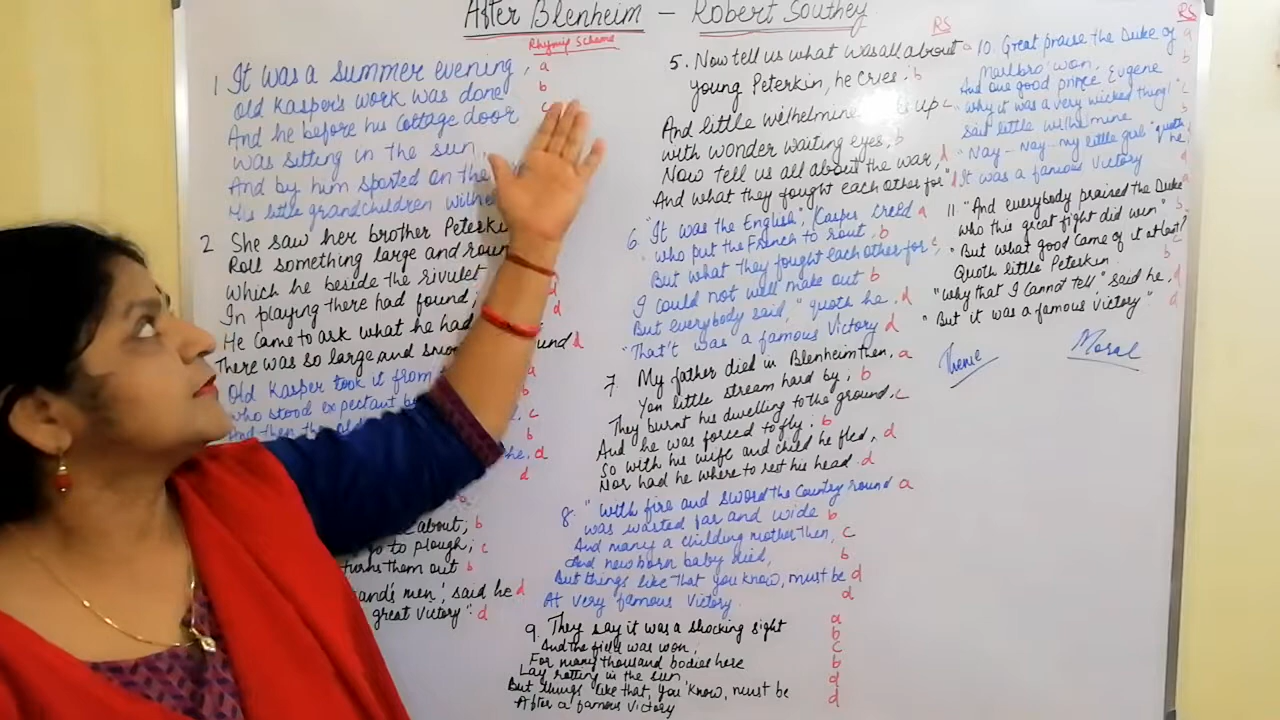 After Blenheim – Robert Southey
Rhyming Scheme
1 It was a summer evening, a
Old Kasper's work was done b
And he before his cottage door c
Was sitting in the sun,
And by him sported on the
His little grandchildren
2 She saw her brother
Roll something large and
which he beside the rivulet
In playing there had found, d
He came to ask what he had d
There was so large and d
Old Kasper took it from a
who stood expectant
And then the old c
b
he, d
d
about, b
go to plough; c
turns them out b
men', said he d
great victory". d
5. Now tell us what was all about a
young Peterkin, he cries, b
And little wilhelmine up c
with wonder waiting eyes, b
Now tell us all about the war, d
And what they fought each other for" d
6. "It was the English", Kasper cried a
who put the French to rout, b
But what they fought each other for c
I could not well make out b
But everybody said, " quoth he, d
"That't was a famous victory d
7. My father died in Blenheim then, a
Yon little stream hard by; b
They burnt his dwelling to the ground, c
And he was forced to fly: b
So with his wife and child he fled, d
Nor had he where to rest his head. d
8. "With fire and sword the Country round a
was wasted far and wide b
And many a childing mother then, c
And newborn baby died, b
But things like that you know, must be d
At very famous victory. d
9. They say it was a shocking sight a
And the field was won, b
For many thousand bodies here c
Lay rotting in the sun b
But things like that, you know, must be d
After a famous victory d
RS
RS
10. Great praise the Duke of a
Marlbro' won, b
And our good prince Eugene
"why it was a very wicked thing!" c
said little wilhelmine b
"Nay – Nay – my little girl "quoth he,
It was a famous victory d
11. "And everybody praised the Duke a
who this great fight did win" b
"But what good came of it at last? c
Quoth little Peterkin. b
"why that I cannot tell," said he, d
"But it was a famous victory" d
Theme
Moral